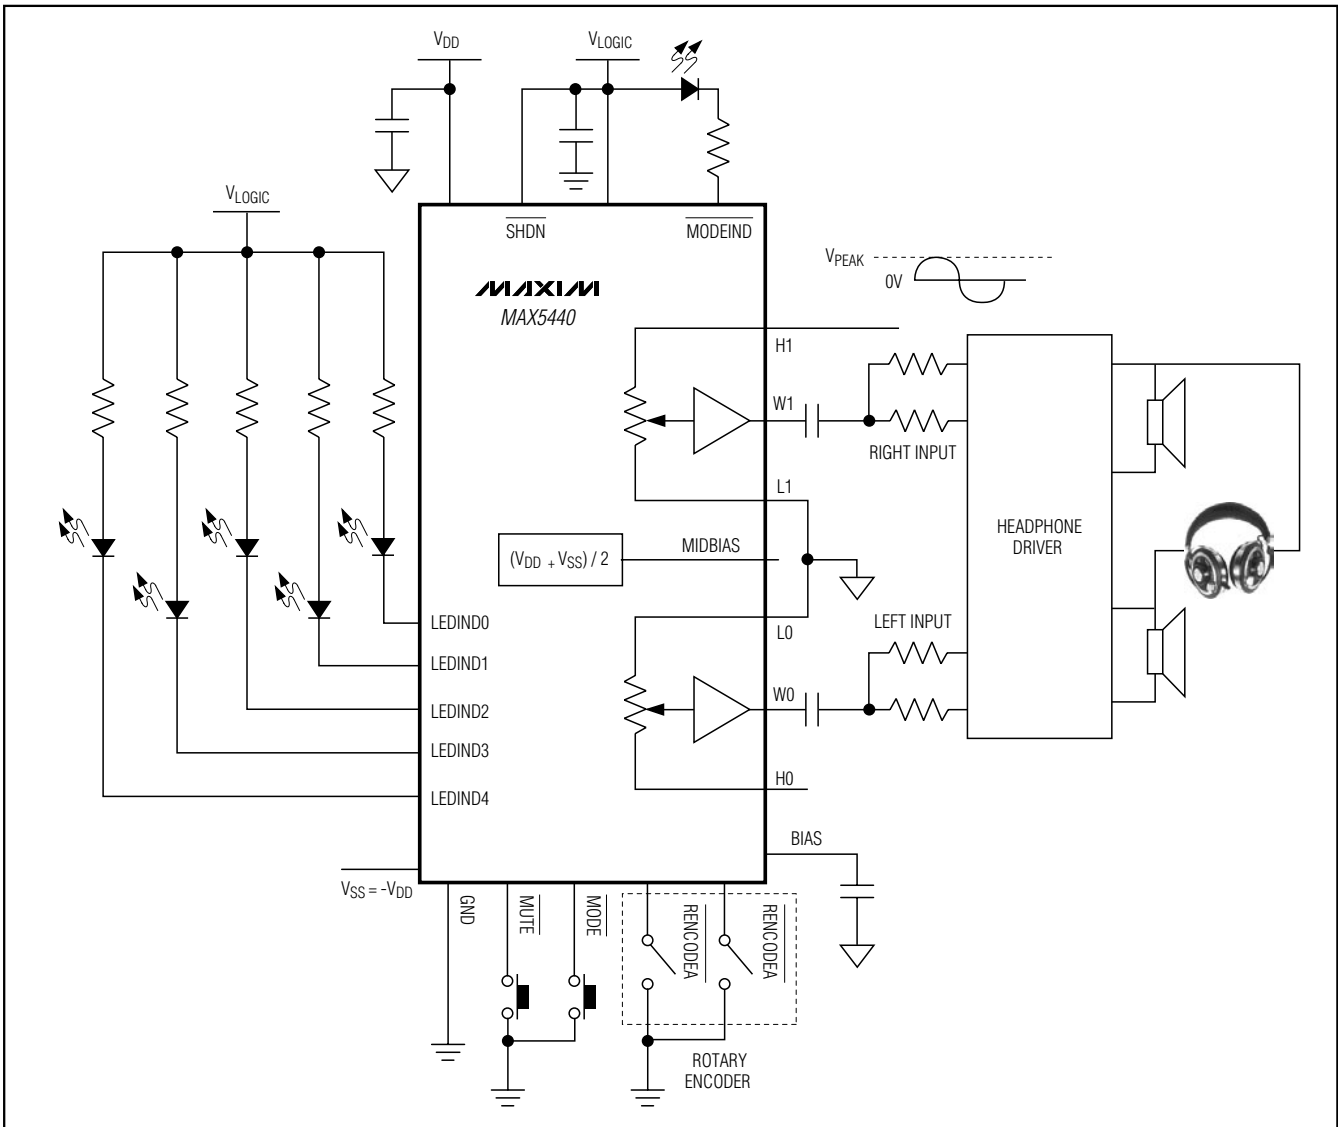 VDD
VLOGIC
VLOGIC
SHDN
MODEIND
MAXIM
MAX5440
VPEAK
0V
H1
W1
RIGHT INPUT
L1
HEADPHONE
DRIVER
MIDBIAS
(VDD + VSS) / 2
LEDIND0
LEDIND1
LEDIND2
LEDIND3
LEDIND4
L0
LEFT INPUT
W0
H0
BIAS
VSS = -VDD
GND
MUTE
MODE
RENCODEA
RENCODEA
ROTARY
ENCODER